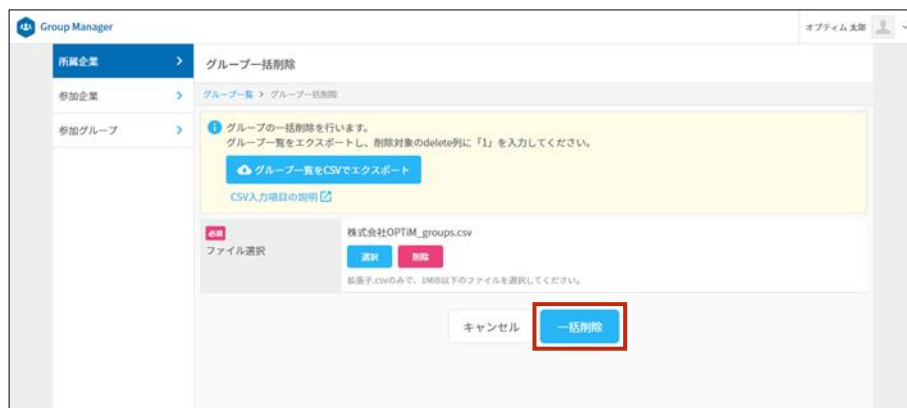 Group Manager
オプティム 太郎
所属企業
参加企業
参加グループ
グループ一括削除
グループ一覧 > グループ一括削除
グループの一括削除を行います。
グループ一覧をエクスポートし、削除対象のdelete列に「1」を入力してください。
グループ一覧をCSVでエクスポート
CSV入力項目の説明
必須
ファイル選択
株式会社OPTiM_groups.csv
選択 削除
拡張子.csvのみで、1MiB以下のファイルを選択してください。
キャンセル 一括削除